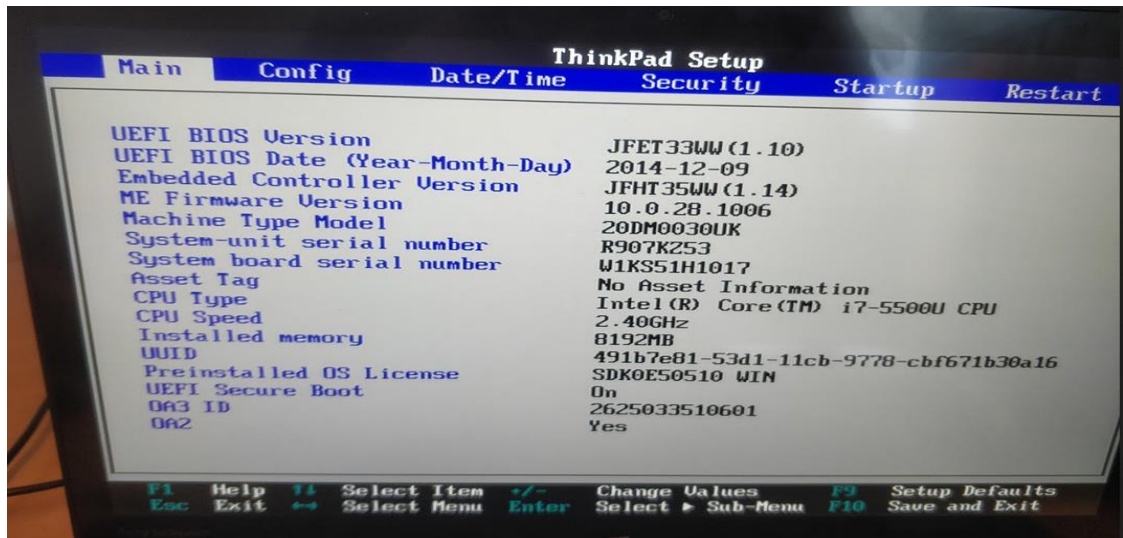 ThinkPad Setup
Main Config Date/Time Security Startup Restart
UEFI BIOS Version JFET33WW(1.10)
UEFI BIOS Date (Year-Month-Day) 2014-12-09
Embedded Controller Version JFHT35WW(1.14)
ME Firmware Version 10.0.28.1006
Machine Type Model 20DM0030UK
System-unit serial number R907KZ53
System board serial number W1KS51H1017
Asset Tag No Asset Information
CPU Type Intel(R) Core(TM) i7-5500U CPU
CPU Speed 2.40GHz
Installed memory 8192MB
UUID 491b7e81-53d1-11cb-9778-cbf671b30a16
Preinstalled OS License SDK0E50510 WIN
UEFI Secure Boot On
OA3 ID 2625033510601
OA2 Yes
F1 Help ↑↓ Select Item +/- Change Values F9 Setup Defaults
Esc Exit ↔ Select Menu Enter Select ▶ Sub-Menu F10 Save and Exit